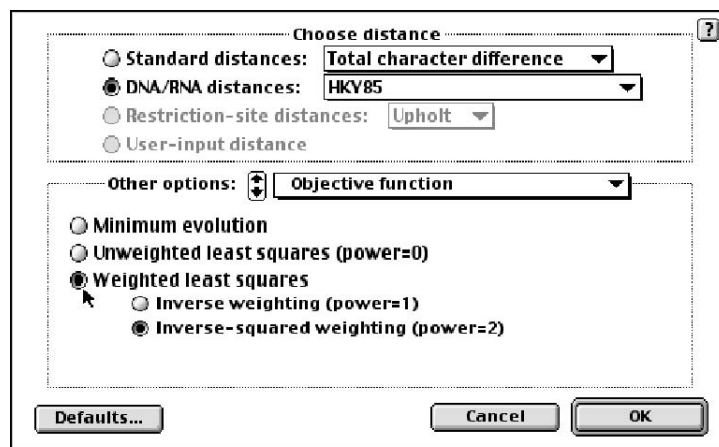 Choose distance
?
Standard distances: Total character difference
DNA/RNA distances: HKY85
Restriction-site distances: Upholt
User-input distance
Other options: Objective function
Minimum evolution
Unweighted least squares (power=0)
Weighted least squares
Inverse weighting (power=1)
Inverse-squared weighting (power=2)
Defaults... Cancel OK